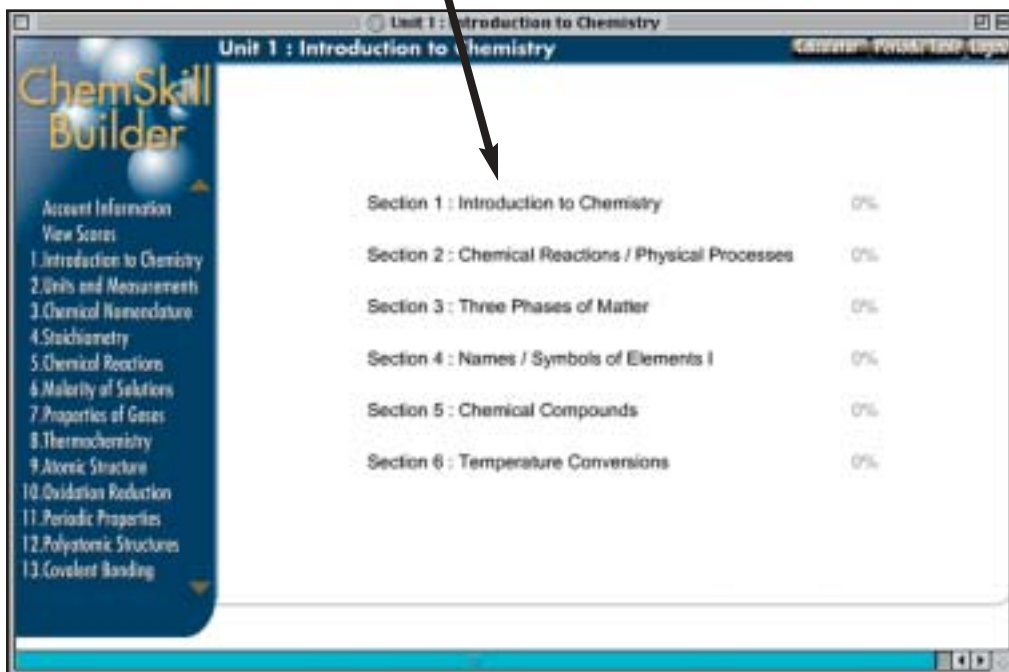 Unit 1 : Introduction to Chemistry
Unit 1 : Introduction to Chemistry
Calculator Periodic Table Logout
ChemSkill
Builder
Account Information
View Scores
1.Introduction to Chemistry
2.Units and Measurements
3.Chemical Nomenclature
4.Stoichiometry
5.Chemical Reactions
6.Molarity of Solutions
7.Properties of Gases
8.Thermochemistry
9.Atomic Structure
10.Oxidation Reduction
11.Periodic Properties
12.Polyatomic Structures
13.Covalent Bonding
Section 1 : Introduction to Chemistry 0%
Section 2 : Chemical Reactions / Physical Processes 0%
Section 3 : Three Phases of Matter 0%
Section 4 : Names / Symbols of Elements I 0%
Section 5 : Chemical Compounds 0%
Section 6 : Temperature Conversions 0%